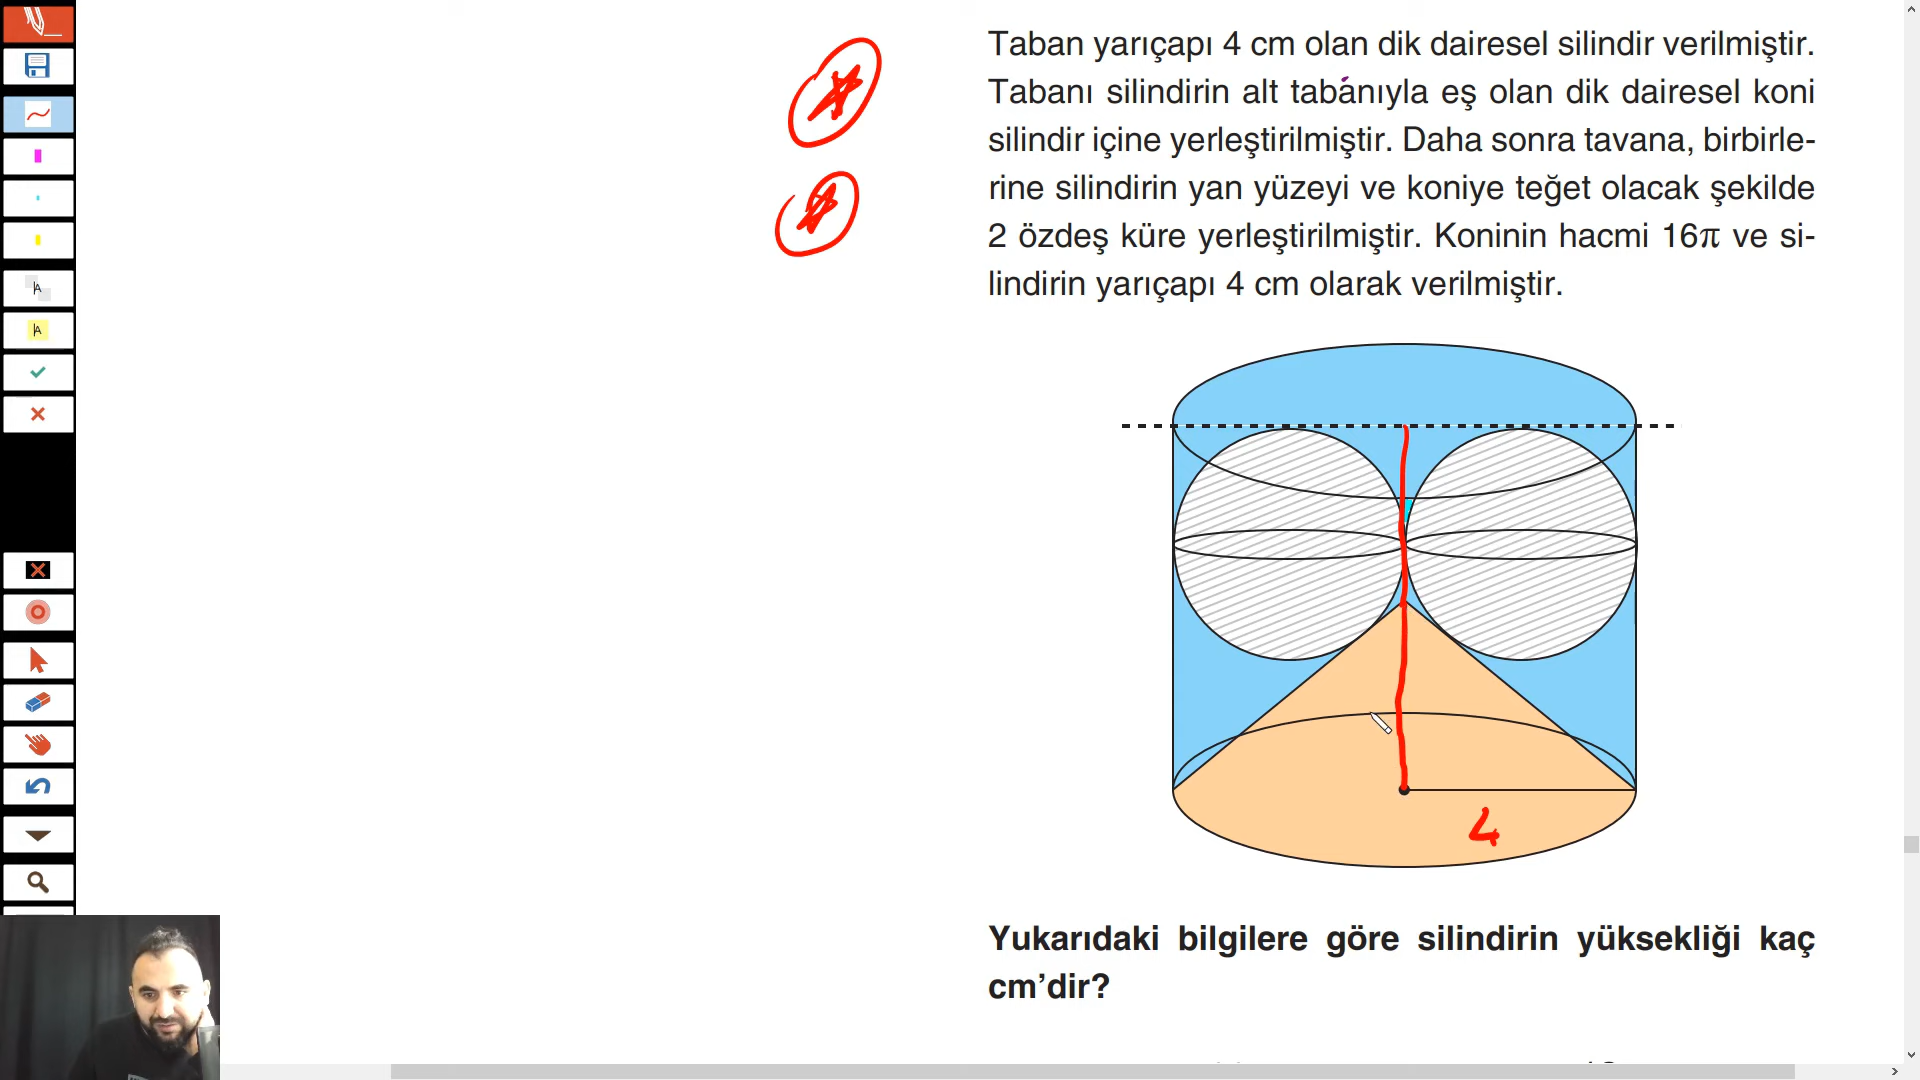 Taban yarıçapı 4 cm olan dik dairesel silindir verilmiştir.
Tabanı silindirin alt tabanıyla eş olan dik dairesel koni
silindir içine yerleştirilmiştir. Daha sonra tavana, birbirle-
rine silindirin yan yüzeyi ve koniye teğet olacak şekilde
2 özdeş küre yerleştirilmiştir. Koninin hacmi 16π ve si-
lindirin yarıçapı 4 cm olarak verilmiştir.
4
Yukarıdaki bilgilere göre silindirin yüksekliği kaç
cm’dir?
A
A